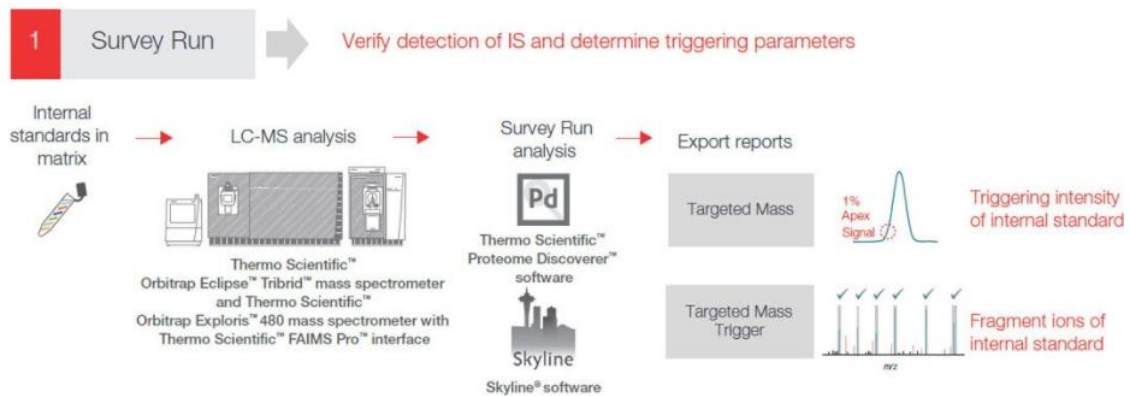 1
Survey Run
Verify detection of IS and determine triggering parameters
Internal
standards in
matrix
LC-MS analysis
Thermo Scientific™
Orbitrap Eclipse™ Tribrid™ mass spectrometer
and Thermo Scientific™
Orbitrap Exploris™ 480 mass spectrometer with
Thermo Scientific™ FAIMS Pro™ interface
Survey Run
analysis
Pd
Thermo Scientific™
Proteome Discoverer™
software
Skyline
Skyline® software
Export reports
Targeted Mass
1%
Apex
Signal
Triggering intensity
of internal standard
Targeted Mass
Trigger
m/z
Fragment ions of
internal standard